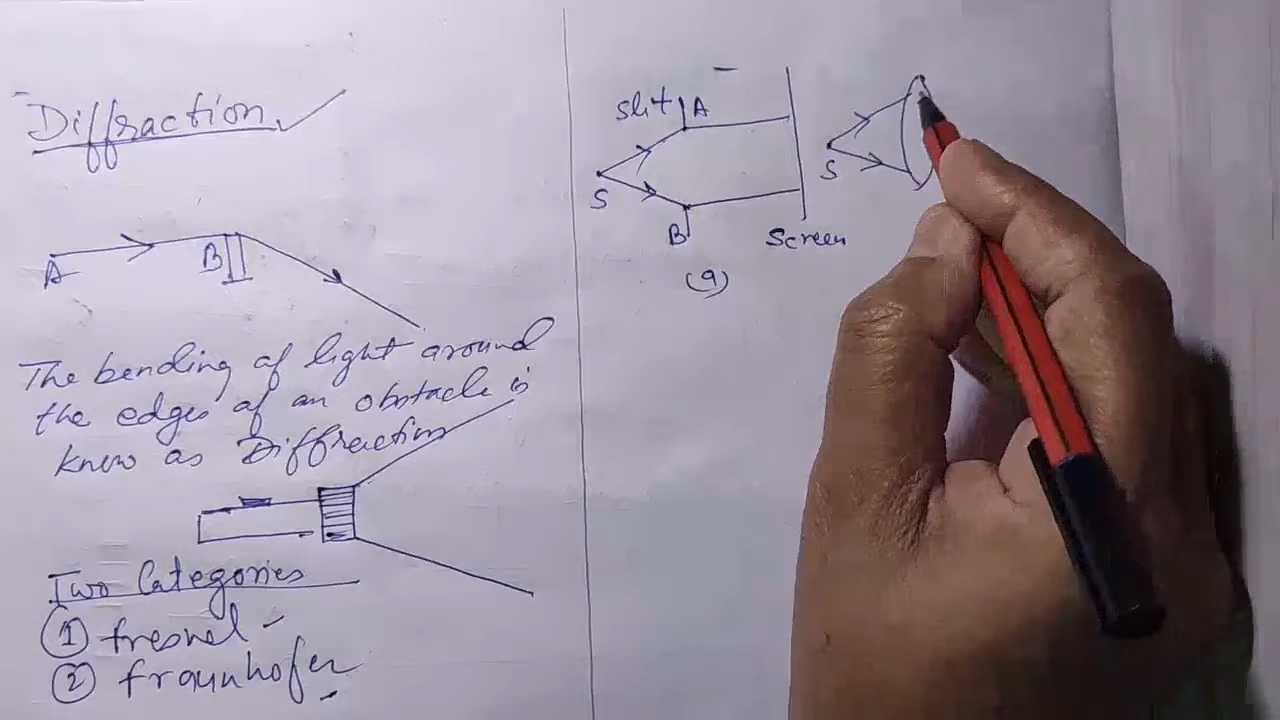 Diffraction
A
B
The bending of light around
the edges of an obstacle is
know as Diffraction
Two Categories
1 fresnel
2 fraunhofer
slit A
S
B
Screen
(a)
S